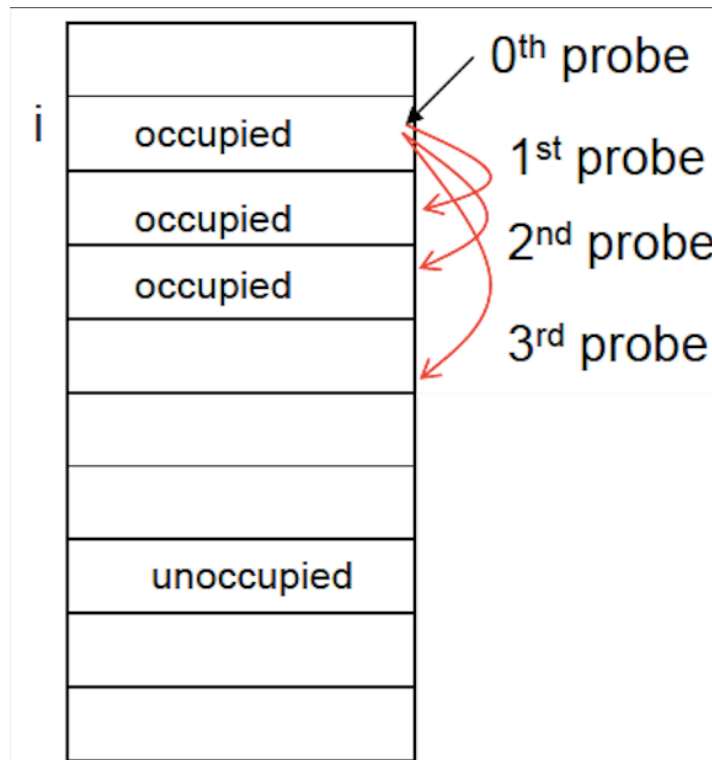 0th probe
i
occupied
1st probe
occupied
2nd probe
occupied
3rd probe
unoccupied